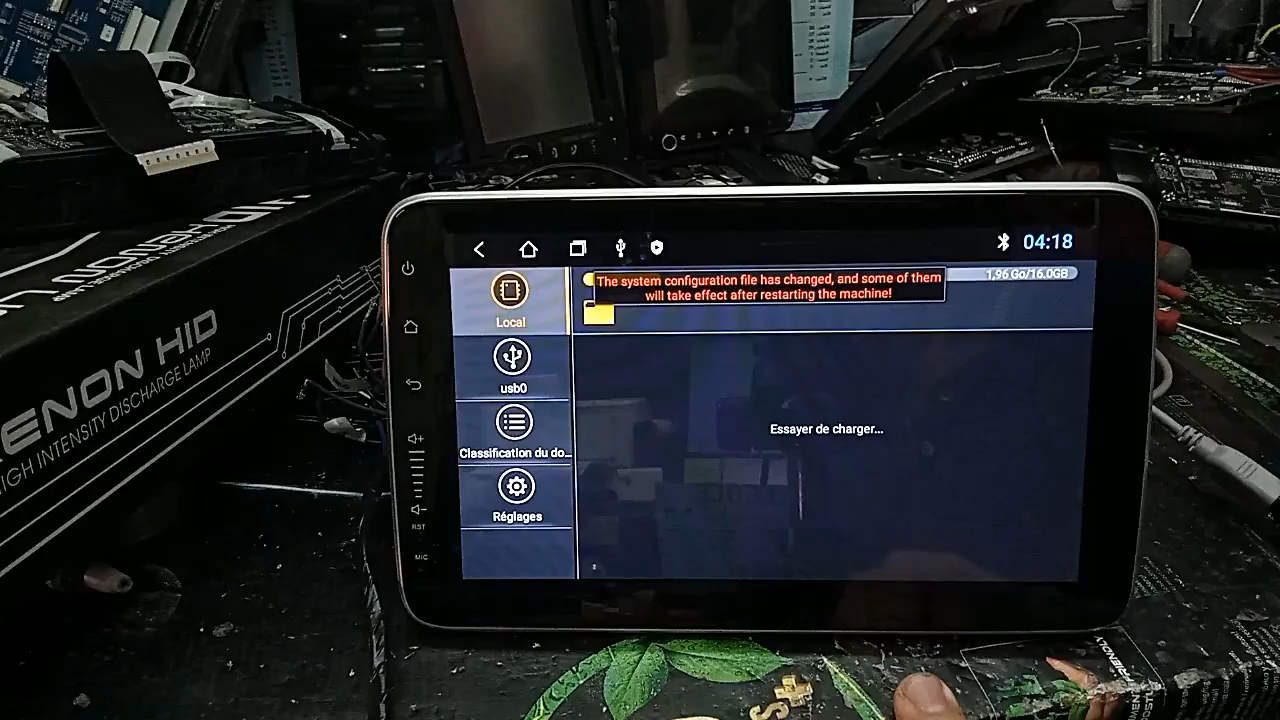 04:18
The system configuration file has changed, and some of them
will take effect after restarting the machine!
1,96 Go/16.0GB
Local
usb0
Classification du do...
Réglages
Essayer de charger...
RST
MIC
ENON HID
HIGH INTENSITY DISCHARGE LAMP